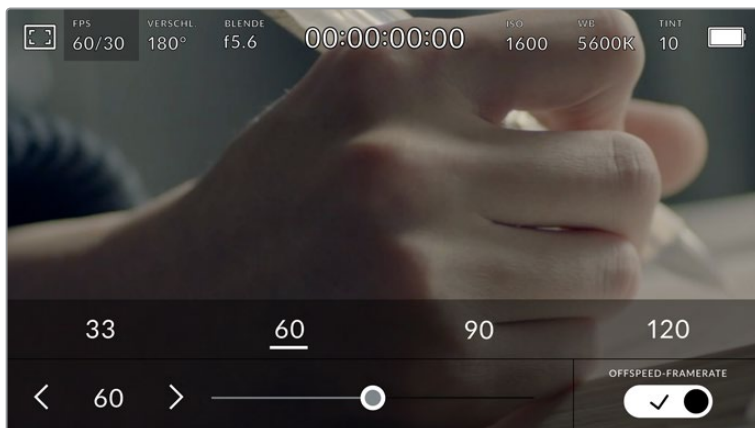 FPS VERSCHL. BLENDE ISO WB TINT
60/30 180° f5.6 00:00:00:00 1600 5600K 10
33 60 90 120
OFFSPEED-FRAMERATE
60